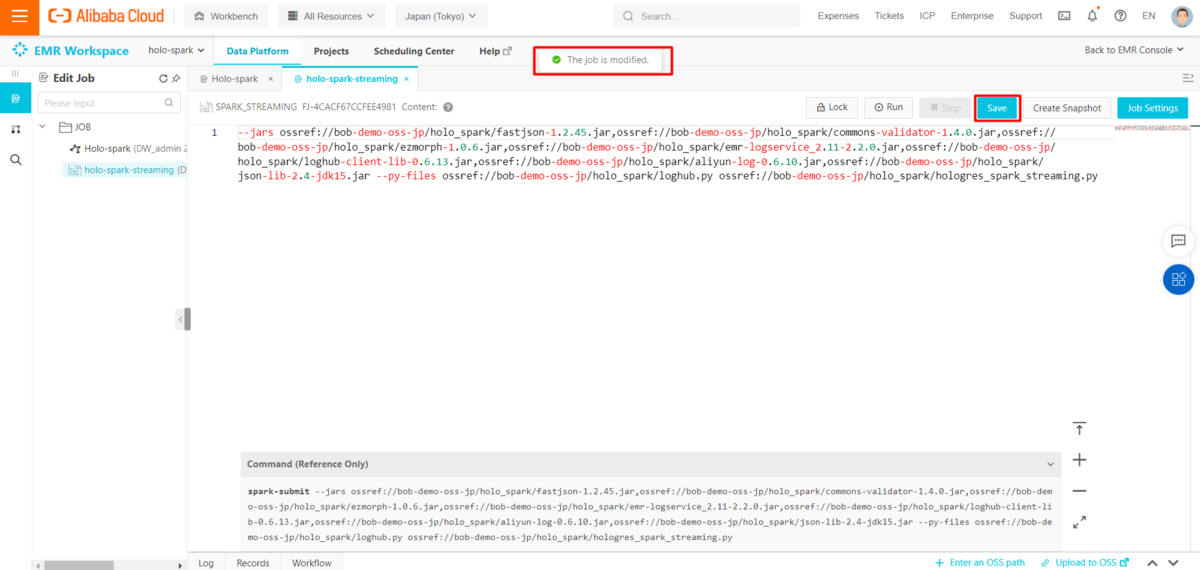 Alibaba Cloud
Workbench
All Resources
Japan (Tokyo)
Search...
Expenses
Tickets
ICP
Enterprise
Support
EN
EMR Workspace
holo-spark
Data Platform
Projects
Scheduling Center
Help
The job is modified.
Back to EMR Console
Edit Job
Holo-spark ×
holo-spark-streaming ×
Please Input
SPARK_STREAMING FJ-4CACF67CCFEE4981 Content:
Lock
Run
Stop
Save
Create Snapshot
Job Settings
JOB
Holo-spark (DW_admin 2
holo-spark-streaming (D
1
--jars ossref://bob-demo-oss-jp/holo_spark/fastjson-1.2.45.jar,ossref://bob-demo-oss-jp/holo_spark/commons-validator-1.4.0.jar,ossref://
bob-demo-oss-jp/holo_spark/ezmorph-1.0.6.jar,ossref://bob-demo-oss-jp/holo_spark/emr-logservice_2.11-2.2.0.jar,ossref://bob-demo-oss-jp/
holo_spark/loghub-client-lib-0.6.13.jar,ossref://bob-demo-oss-jp/holo_spark/aliyun-log-0.6.10.jar,ossref://bob-demo-oss-jp/holo_spark/
json-lib-2.4-jdk15.jar --py-files ossref://bob-demo-oss-jp/holo_spark/loghub.py ossref://bob-demo-oss-jp/holo_spark/hologres_spark_streaming.py
Command (Reference Only)
spark-submit --jars ossref://bob-demo-oss-jp/holo_spark/fastjson-1.2.45.jar,ossref://bob-demo-oss-jp/holo_spark/commons-validator-1.4.0.jar,ossref://bob-dem
o-oss-jp/holo_spark/ezmorph-1.0.6.jar,ossref://bob-demo-oss-jp/holo_spark/emr-logservice_2.11-2.2.0.jar,ossref://bob-demo-oss-jp/holo_spark/loghub-client-li
b-0.6.13.jar,ossref://bob-demo-oss-jp/holo_spark/aliyun-log-0.6.10.jar,ossref://bob-demo-oss-jp/holo_spark/json-lib-2.4-jdk15.jar --py-files ossref://bob-de
mo-oss-jp/holo_spark/loghub.py ossref://bob-demo-oss-jp/holo_spark/hologres_spark_streaming.py
Log
Records
Workflow
Enter an OSS path
Upload to OSS